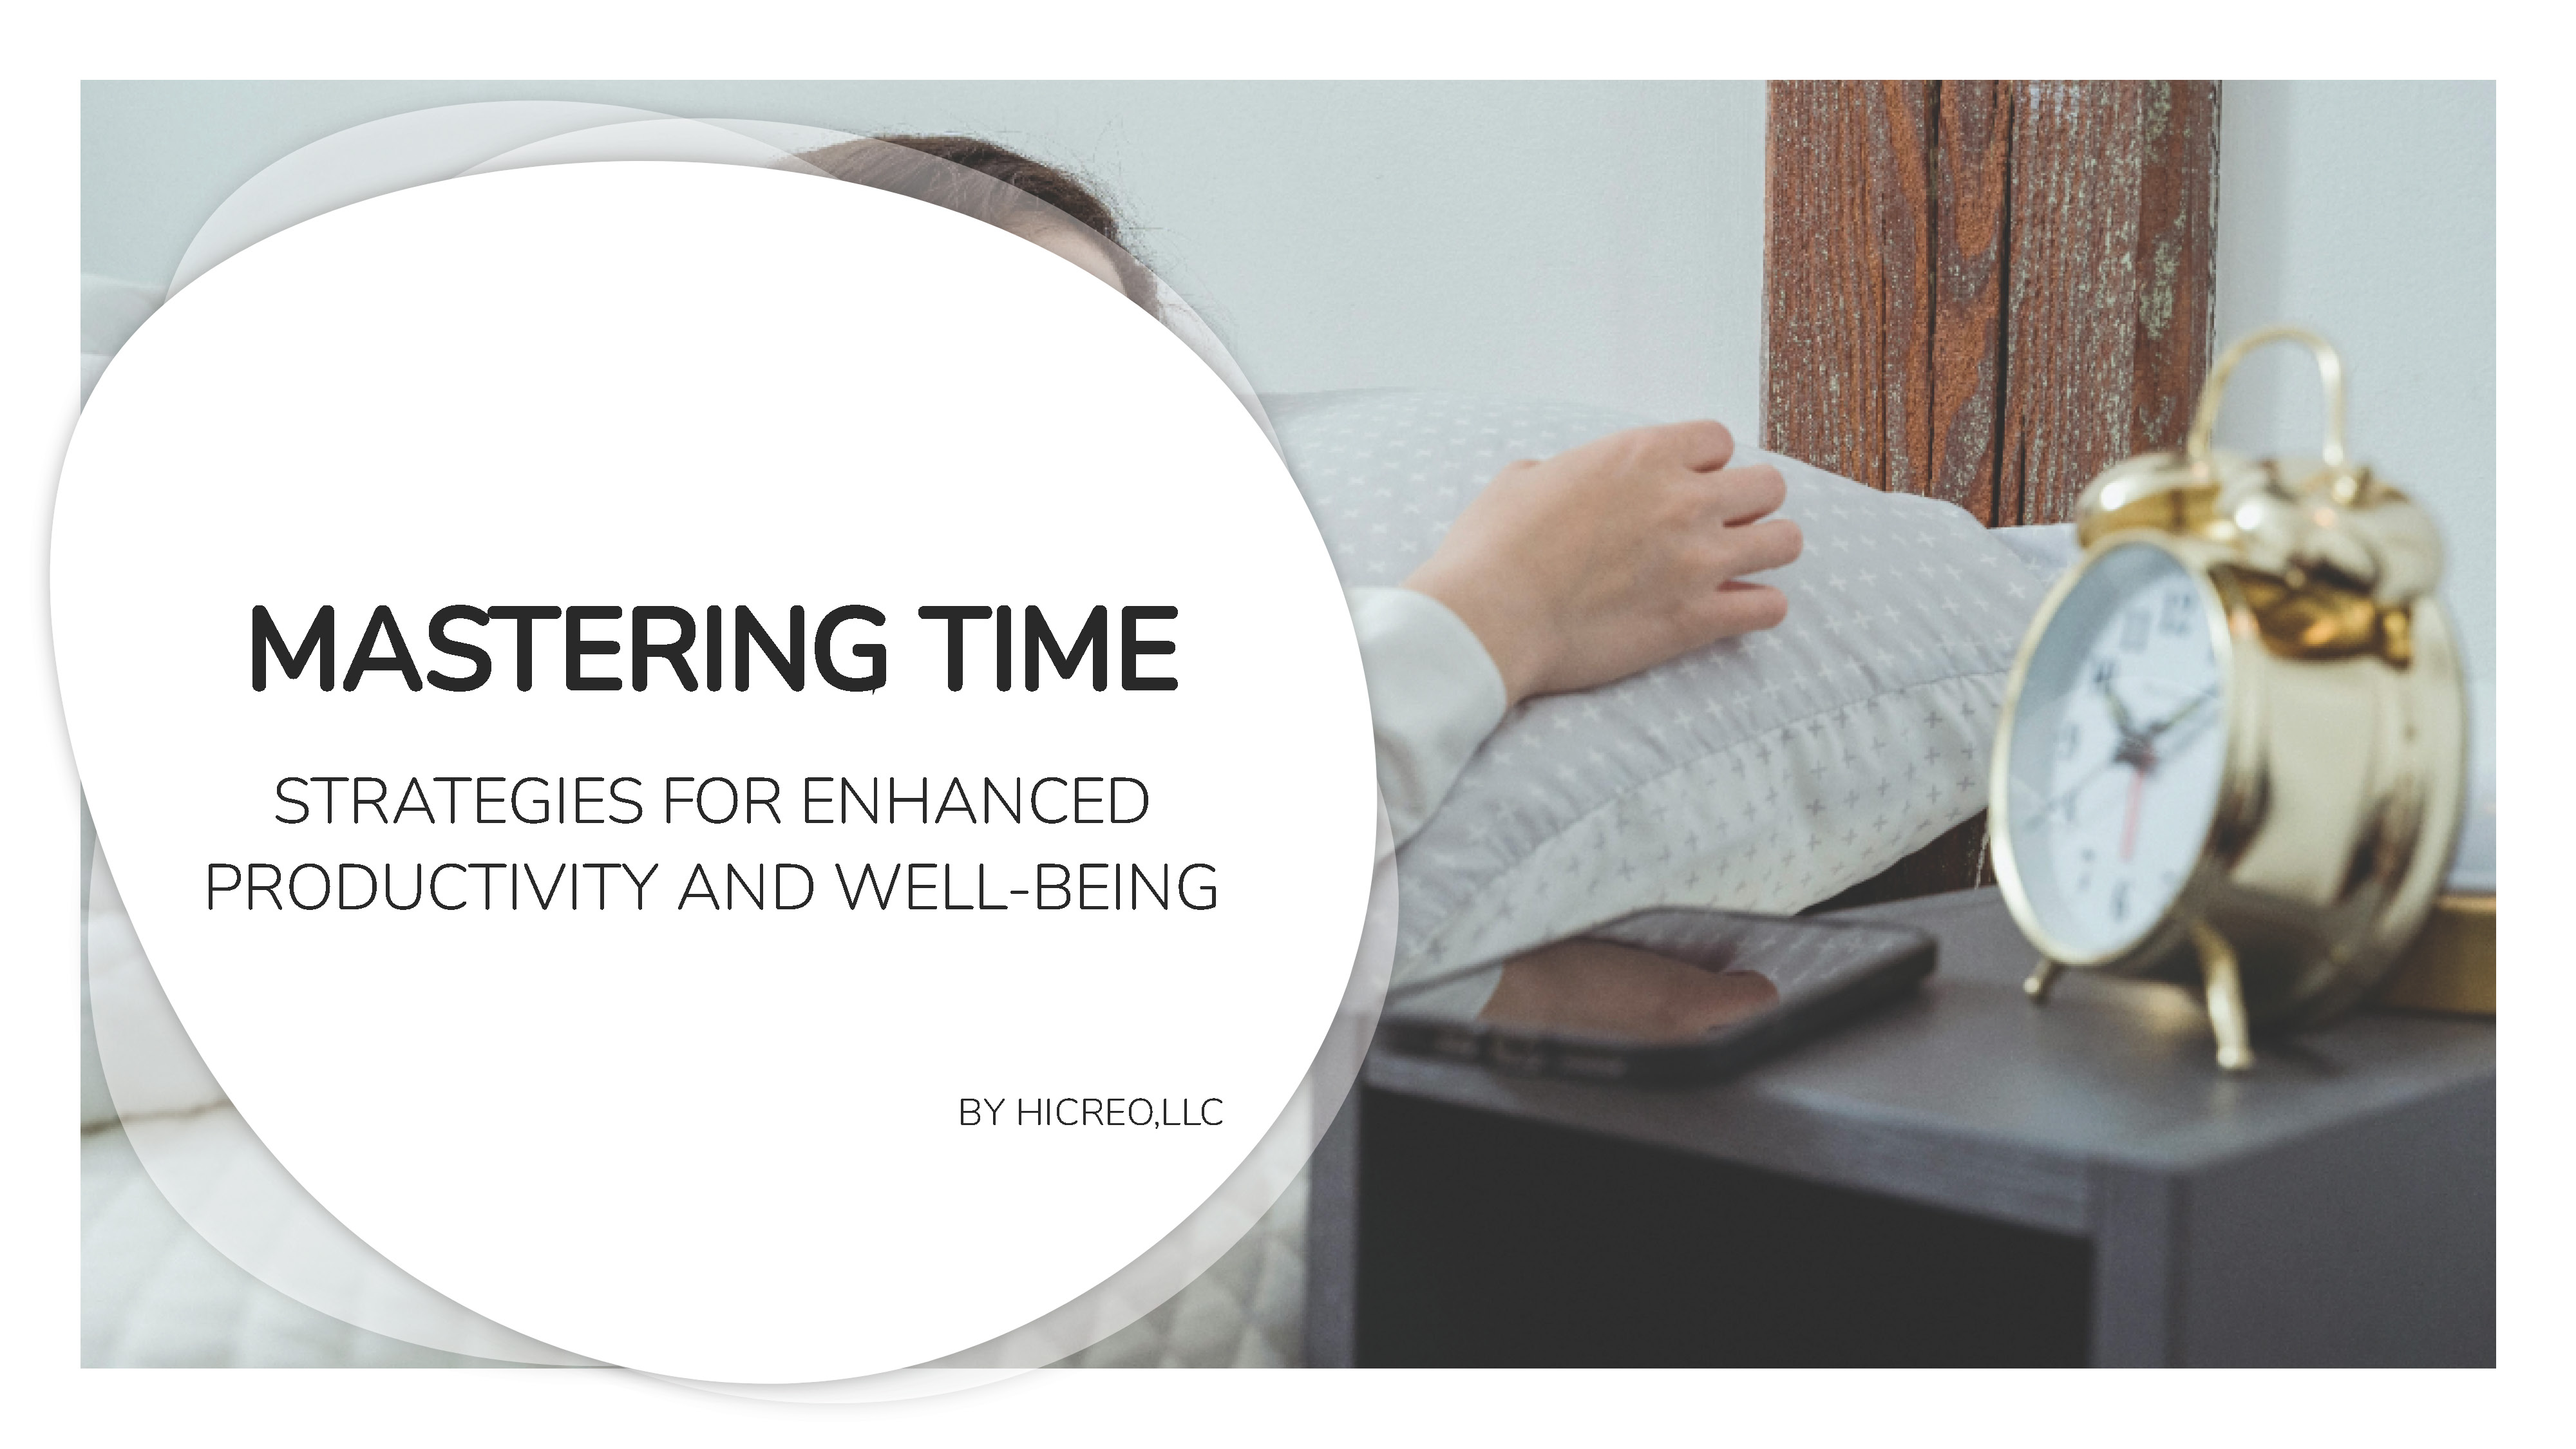 MASTERING TIME
STRATEGIES FOR ENHANCED
PRODUCTIVITY AND WELL-BEING
BY HICREO,LLC